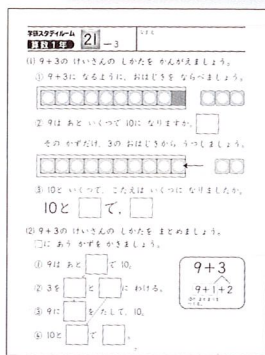 学研スタディルーム
算数1年
21-3
(1) 9+3の けいさんの しかたを かんがえましょう。
① 9+3に なるように、おはじきを ならべましょう。
② 9は あと いくつで 10に なりますか。
その かずだけ、3の おはじきから うつしましょう。
③ 10と いくつで、こたえは いくつに なりましたか。
10と で、
(2) 9+3の けいさんの しかたを まとめましょう。
□に あう かずを かきましょう。
① 9は あと で 10。
② 3を と に わける。
③ 9に をたして、10。
④ 10と で 。
9+3
9+1+2